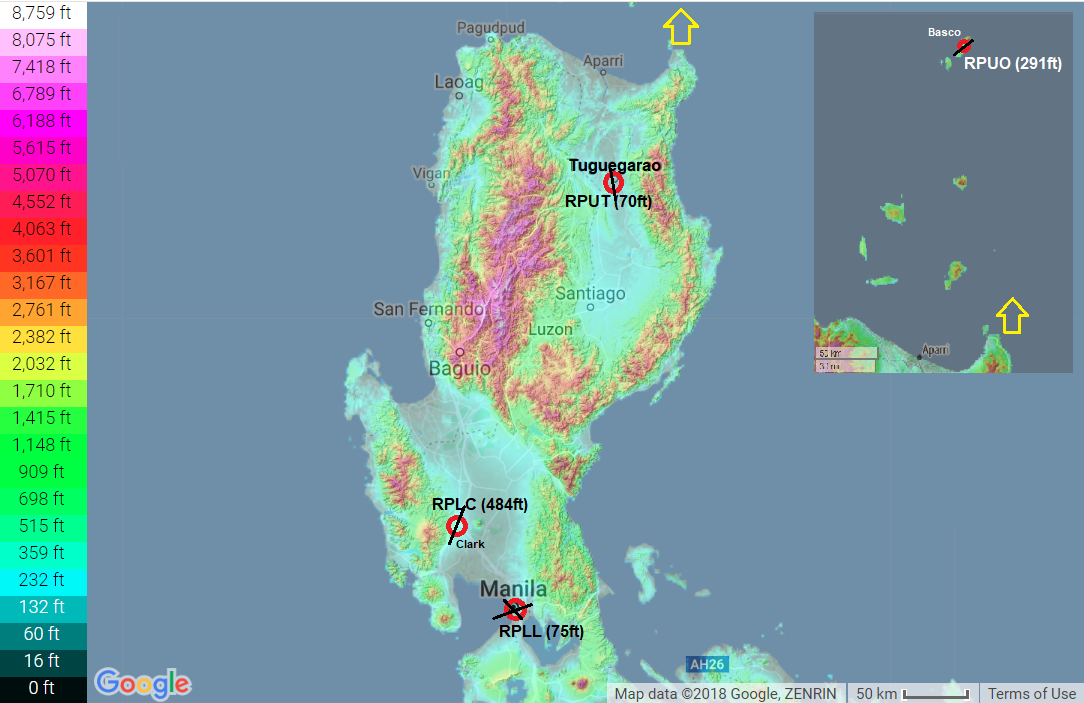 8,759 ft
8,075 ft
7,418 ft
6,789 ft
6,188 ft
5,615 ft
5,070 ft
4,552 ft
4,063 ft
3,601 ft
3,167 ft
2,761 ft
2,382 ft
2,032 ft
1,710 ft
1,415 ft
1,148 ft
909 ft
698 ft
515 ft
359 ft
232 ft
132 ft
60 ft
16 ft
0 ft
Pagudpud
Aparri
Laoag
Vigan
Tuguegarao
RPUT (70ft)
Santiago
San Fernando
Luzon
Baguio
RPLC (484ft)
Clark
Manila
RPLL (75ft)
Basco
RPUO (291ft)
Aparri
50 km
AH26
Google
Map data ©2018 Google, ZENRIN
50 km
Terms of Use